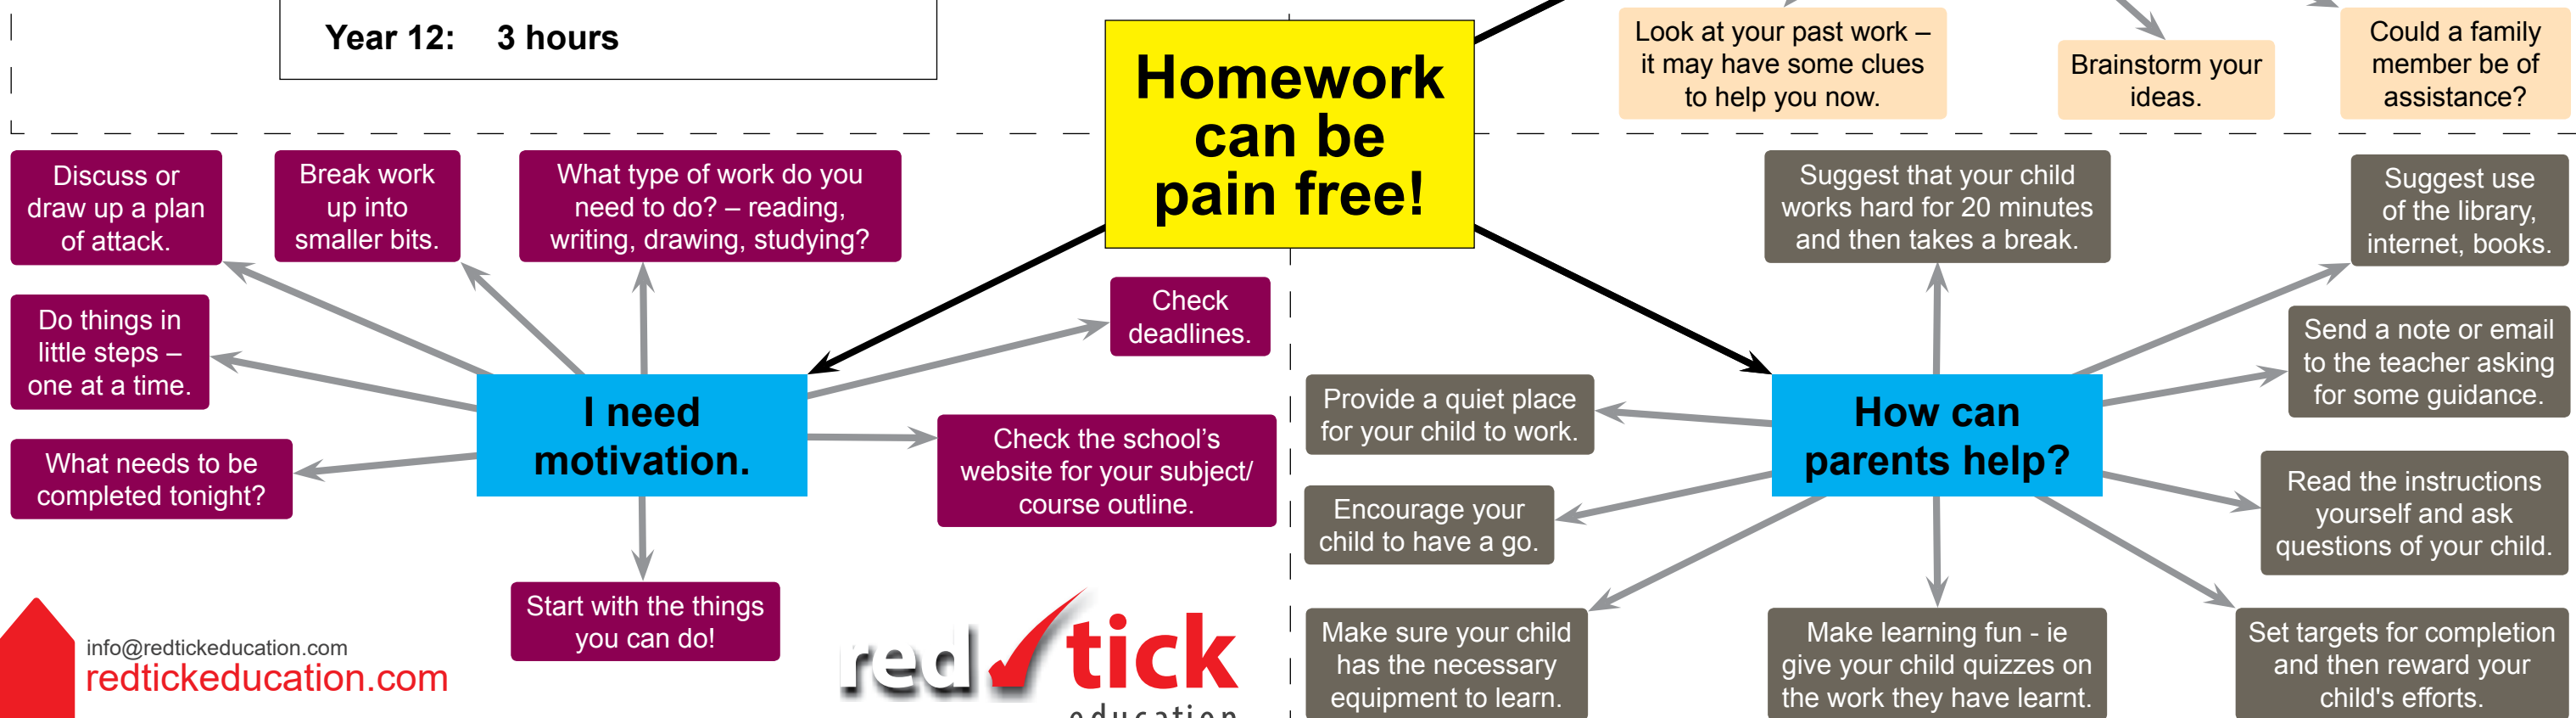 Year 12: 3 hours
Homework
can be
pain free!
Look at your past work –
it may have some clues
to help you now.
Brainstorm your
ideas.
Could a family
member be of
assistance?
Discuss or
draw up a plan
of attack.
Break work
up into
smaller bits.
What type of work do you
need to do? – reading,
writing, drawing, studying?
Check
deadlines.
Do things in
little steps –
one at a time.
I need
motivation.
What needs to be
completed tonight?
Check the school’s
website for your subject/
course outline.
Start with the things
you can do!
Suggest that your child
works hard for 20 minutes
and then takes a break.
Suggest use
of the library,
internet, books.
Send a note or email
to the teacher asking
for some guidance.
Provide a quiet place
for your child to work.
How can
parents help?
Encourage your
child to have a go.
Read the instructions
yourself and ask
questions of your child.
Make sure your child
has the necessary
equipment to learn.
Make learning fun - ie
give your child quizzes on
the work they have learnt.
Set targets for completion
and then reward your
child's efforts.
info@redtickeducation.com
redtickeducation.com
red tick
education